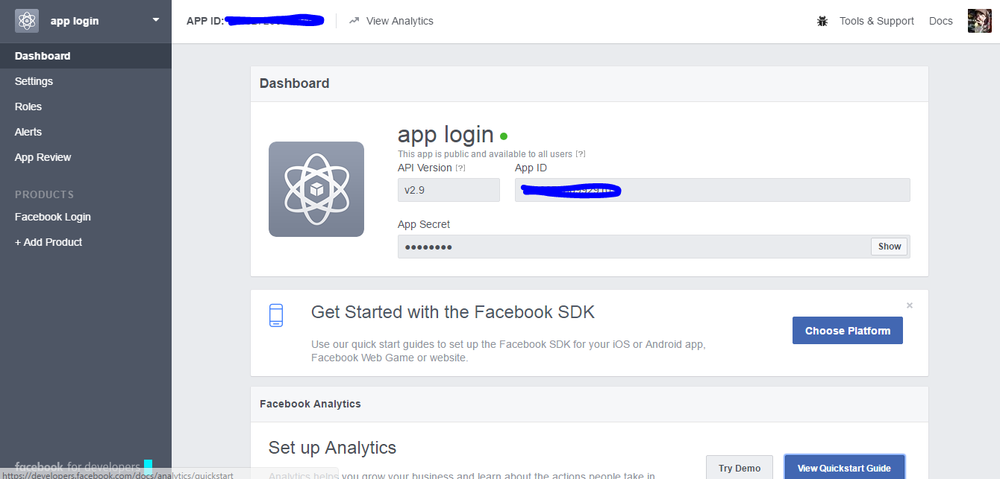 app login
APP ID:
View Analytics
Tools & Support
Docs
Dashboard
Settings
Roles
Alerts
App Review
PRODUCTS
Facebook Login
+ Add Product
Dashboard
app login
This app is public and available to all users [?]
API Version [?]
App ID
v2.9
App Secret
●●●●●●●●
Show
Get Started with the Facebook SDK
×
Use our quick start guides to set up the Facebook SDK for your iOS or Android app,
Facebook Web Game or website.
Choose Platform
Facebook Analytics
Set up Analytics
Analytics helps you grow your business and learn about the actions people take in
Try Demo
View Quickstart Guide
facebook for developers
https://developers.facebook.com/docs/analytics/quickstart